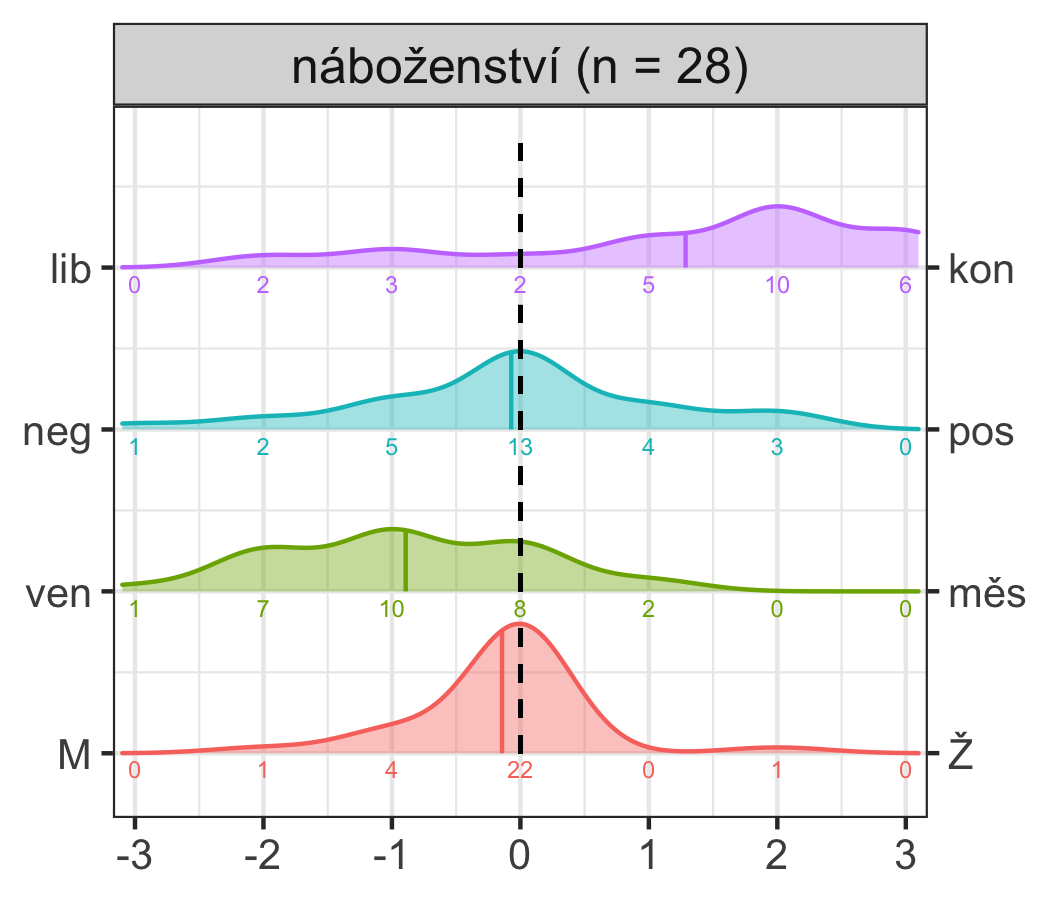 náboženství (n = 28)
lib kon
0 2 3 2 5 10 6
neg pos
1 2 5 13 4 3 0
ven měs
1 7 10 8 2 0 0
M Ž
0 1 4 22 0 1 0
-3 -2 -1 0 1 2 3